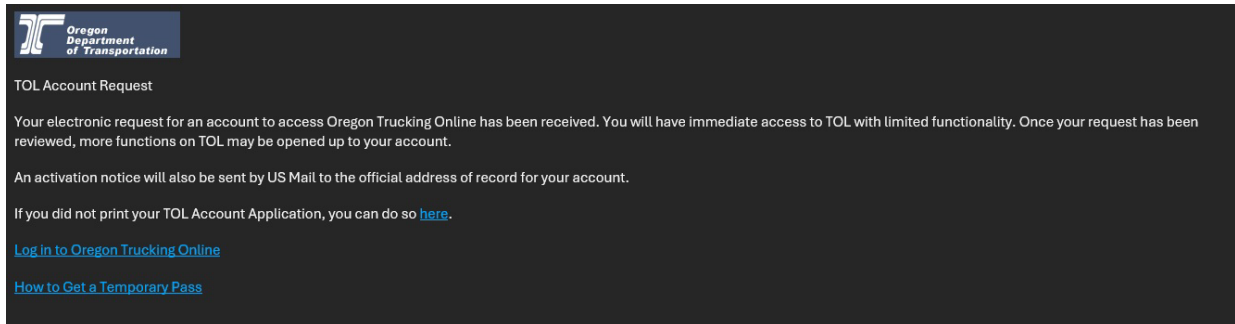 Oregon
Department
of Transportation
TOL Account Request
Your electronic request for an account to access Oregon Trucking Online has been received. You will have immediate access to TOL with limited functionality. Once your request has been
reviewed, more functions on TOL may be opened up to your account.
An activation notice will also be sent by US Mail to the official address of record for your account.
If you did not print your TOL Account Application, you can do so here.
Log in to Oregon Trucking Online
How to Get a Temporary Pass